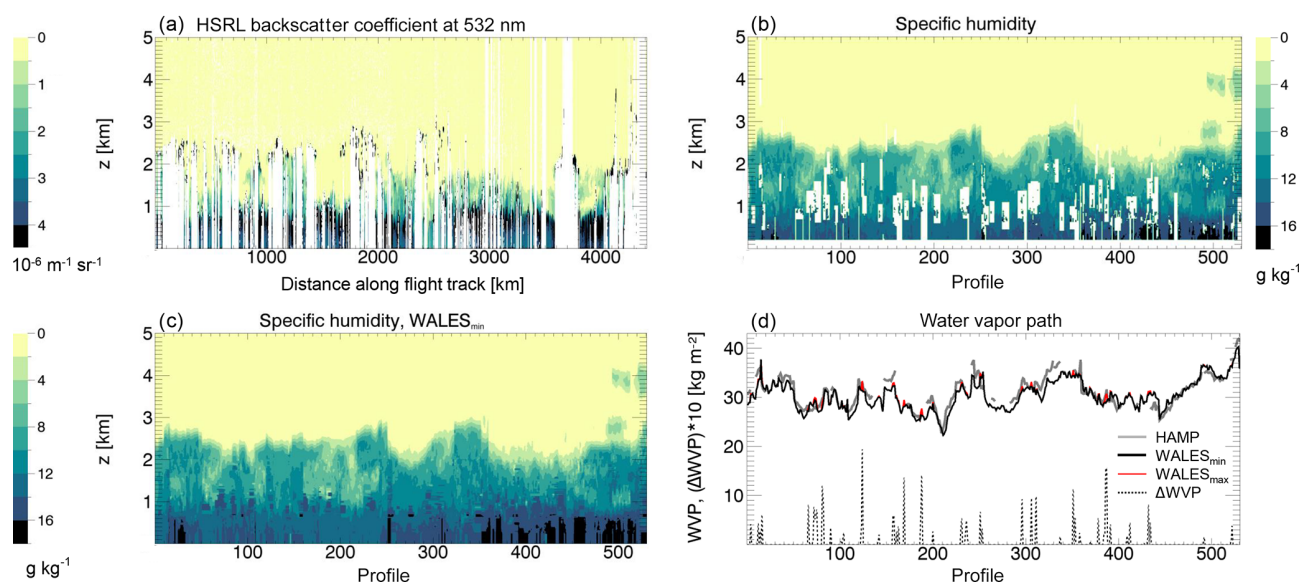 (a) HSRL backscatter coefficient at 532 nm
0
1
2
3
4
10⁻⁶ m⁻¹ sr⁻¹
z [km]
5
4
3
2
1
1000 2000 3000 4000
Distance along flight track [km]
(b) Specific humidity
z [km]
5
4
3
2
1
100 200 300 400 500
Profile
0
4
8
12
16
g kg⁻¹
(c) Specific humidity, WALESmin
0
4
8
12
16
g kg⁻¹
z [km]
5
4
3
2
1
100 200 300 400 500
Profile
(d) Water vapor path
WVP, (ΔWVP)*10 [kg m⁻²]
40
30
20
10
HAMP
WALESmin
WALESmax
ΔWVP
100 200 300 400 500
Profile